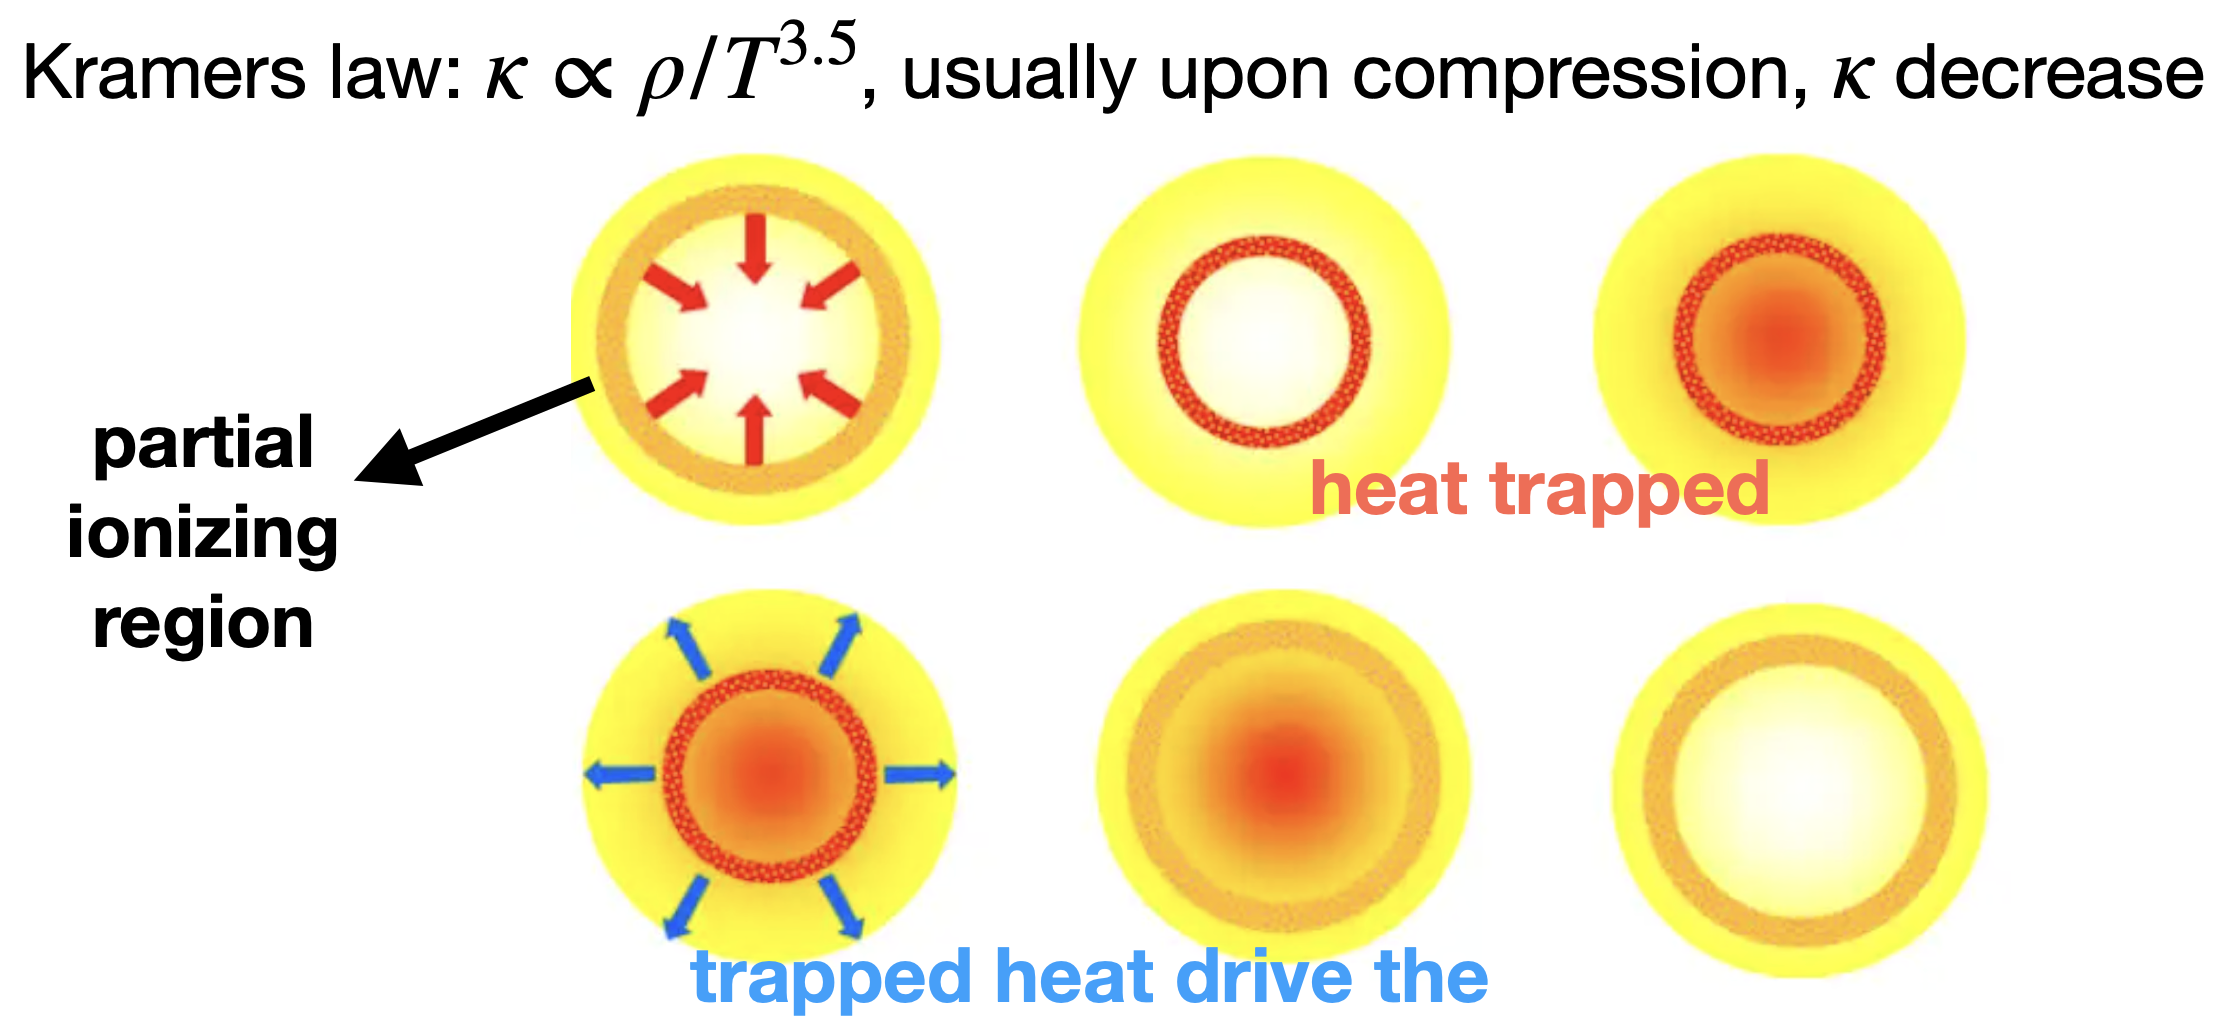 Kramers law: κ ∝ ρ/T^3.5, usually upon compression, κ decrease
partial
ionizing
region
heat trapped
trapped heat drive the